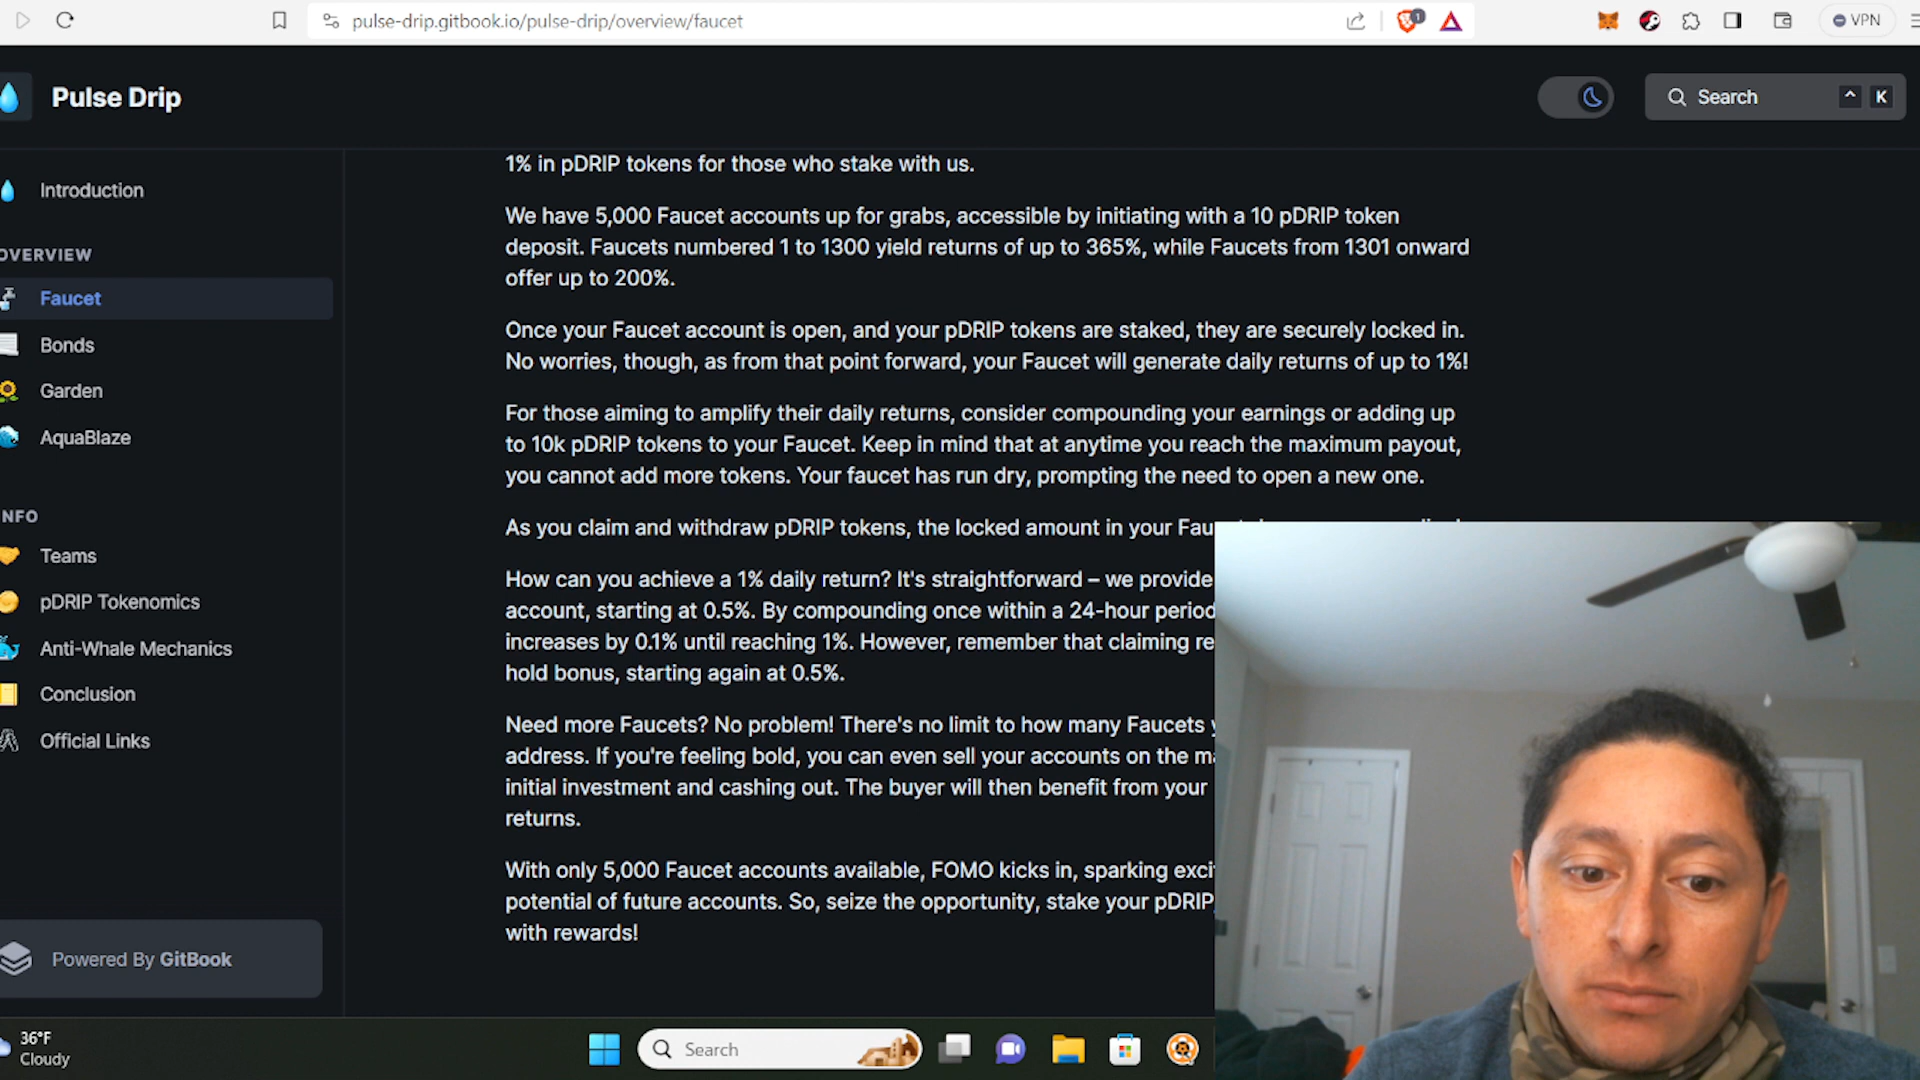 pulse-drip.gitbook.io/pulse-drip/overview/faucet
1
VPN
Pulse Drip
Search
^ K
Introduction
OVERVIEW
Faucet
Bonds
Garden
AquaBlaze
INFO
Teams
pDRIP Tokenomics
Anti-Whale Mechanics
Conclusion
Official Links
Powered By GitBook
1% in pDRIP tokens for those who stake with us.
We have 5,000 Faucet accounts up for grabs, accessible by initiating with a 10 pDRIP token
deposit. Faucets numbered 1 to 1300 yield returns of up to 365%, while Faucets from 1301 onward
offer up to 200%.
Once your Faucet account is open, and your pDRIP tokens are staked, they are securely locked in.
No worries, though, as from that point forward, your Faucet will generate daily returns of up to 1%!
For those aiming to amplify their daily returns, consider compounding your earnings or adding up
to 10k pDRIP tokens to your Faucet. Keep in mind that at anytime you reach the maximum payout,
you cannot add more tokens. Your faucet has run dry, prompting the need to open a new one.
As you claim and withdraw pDRIP tokens, the locked amount in your
How can you achieve a 1% daily return? It's straightforward – we provide
account, starting at 0.5%. By compounding once within a 24-hour period
increases by 0.1% until reaching 1%. However, remember that claiming
hold bonus, starting again at 0.5%.
Need more Faucets? No problem! There's no limit to how many Faucets
address. If you're feeling bold, you can even sell your accounts on the
initial investment and cashing out. The buyer will then benefit from your
returns.
With only 5,000 Faucet accounts available, FOMO kicks in, sparking
potential of future accounts. So, seize the opportunity, stake your pDRIP,
with rewards!
36°F
Cloudy
Search